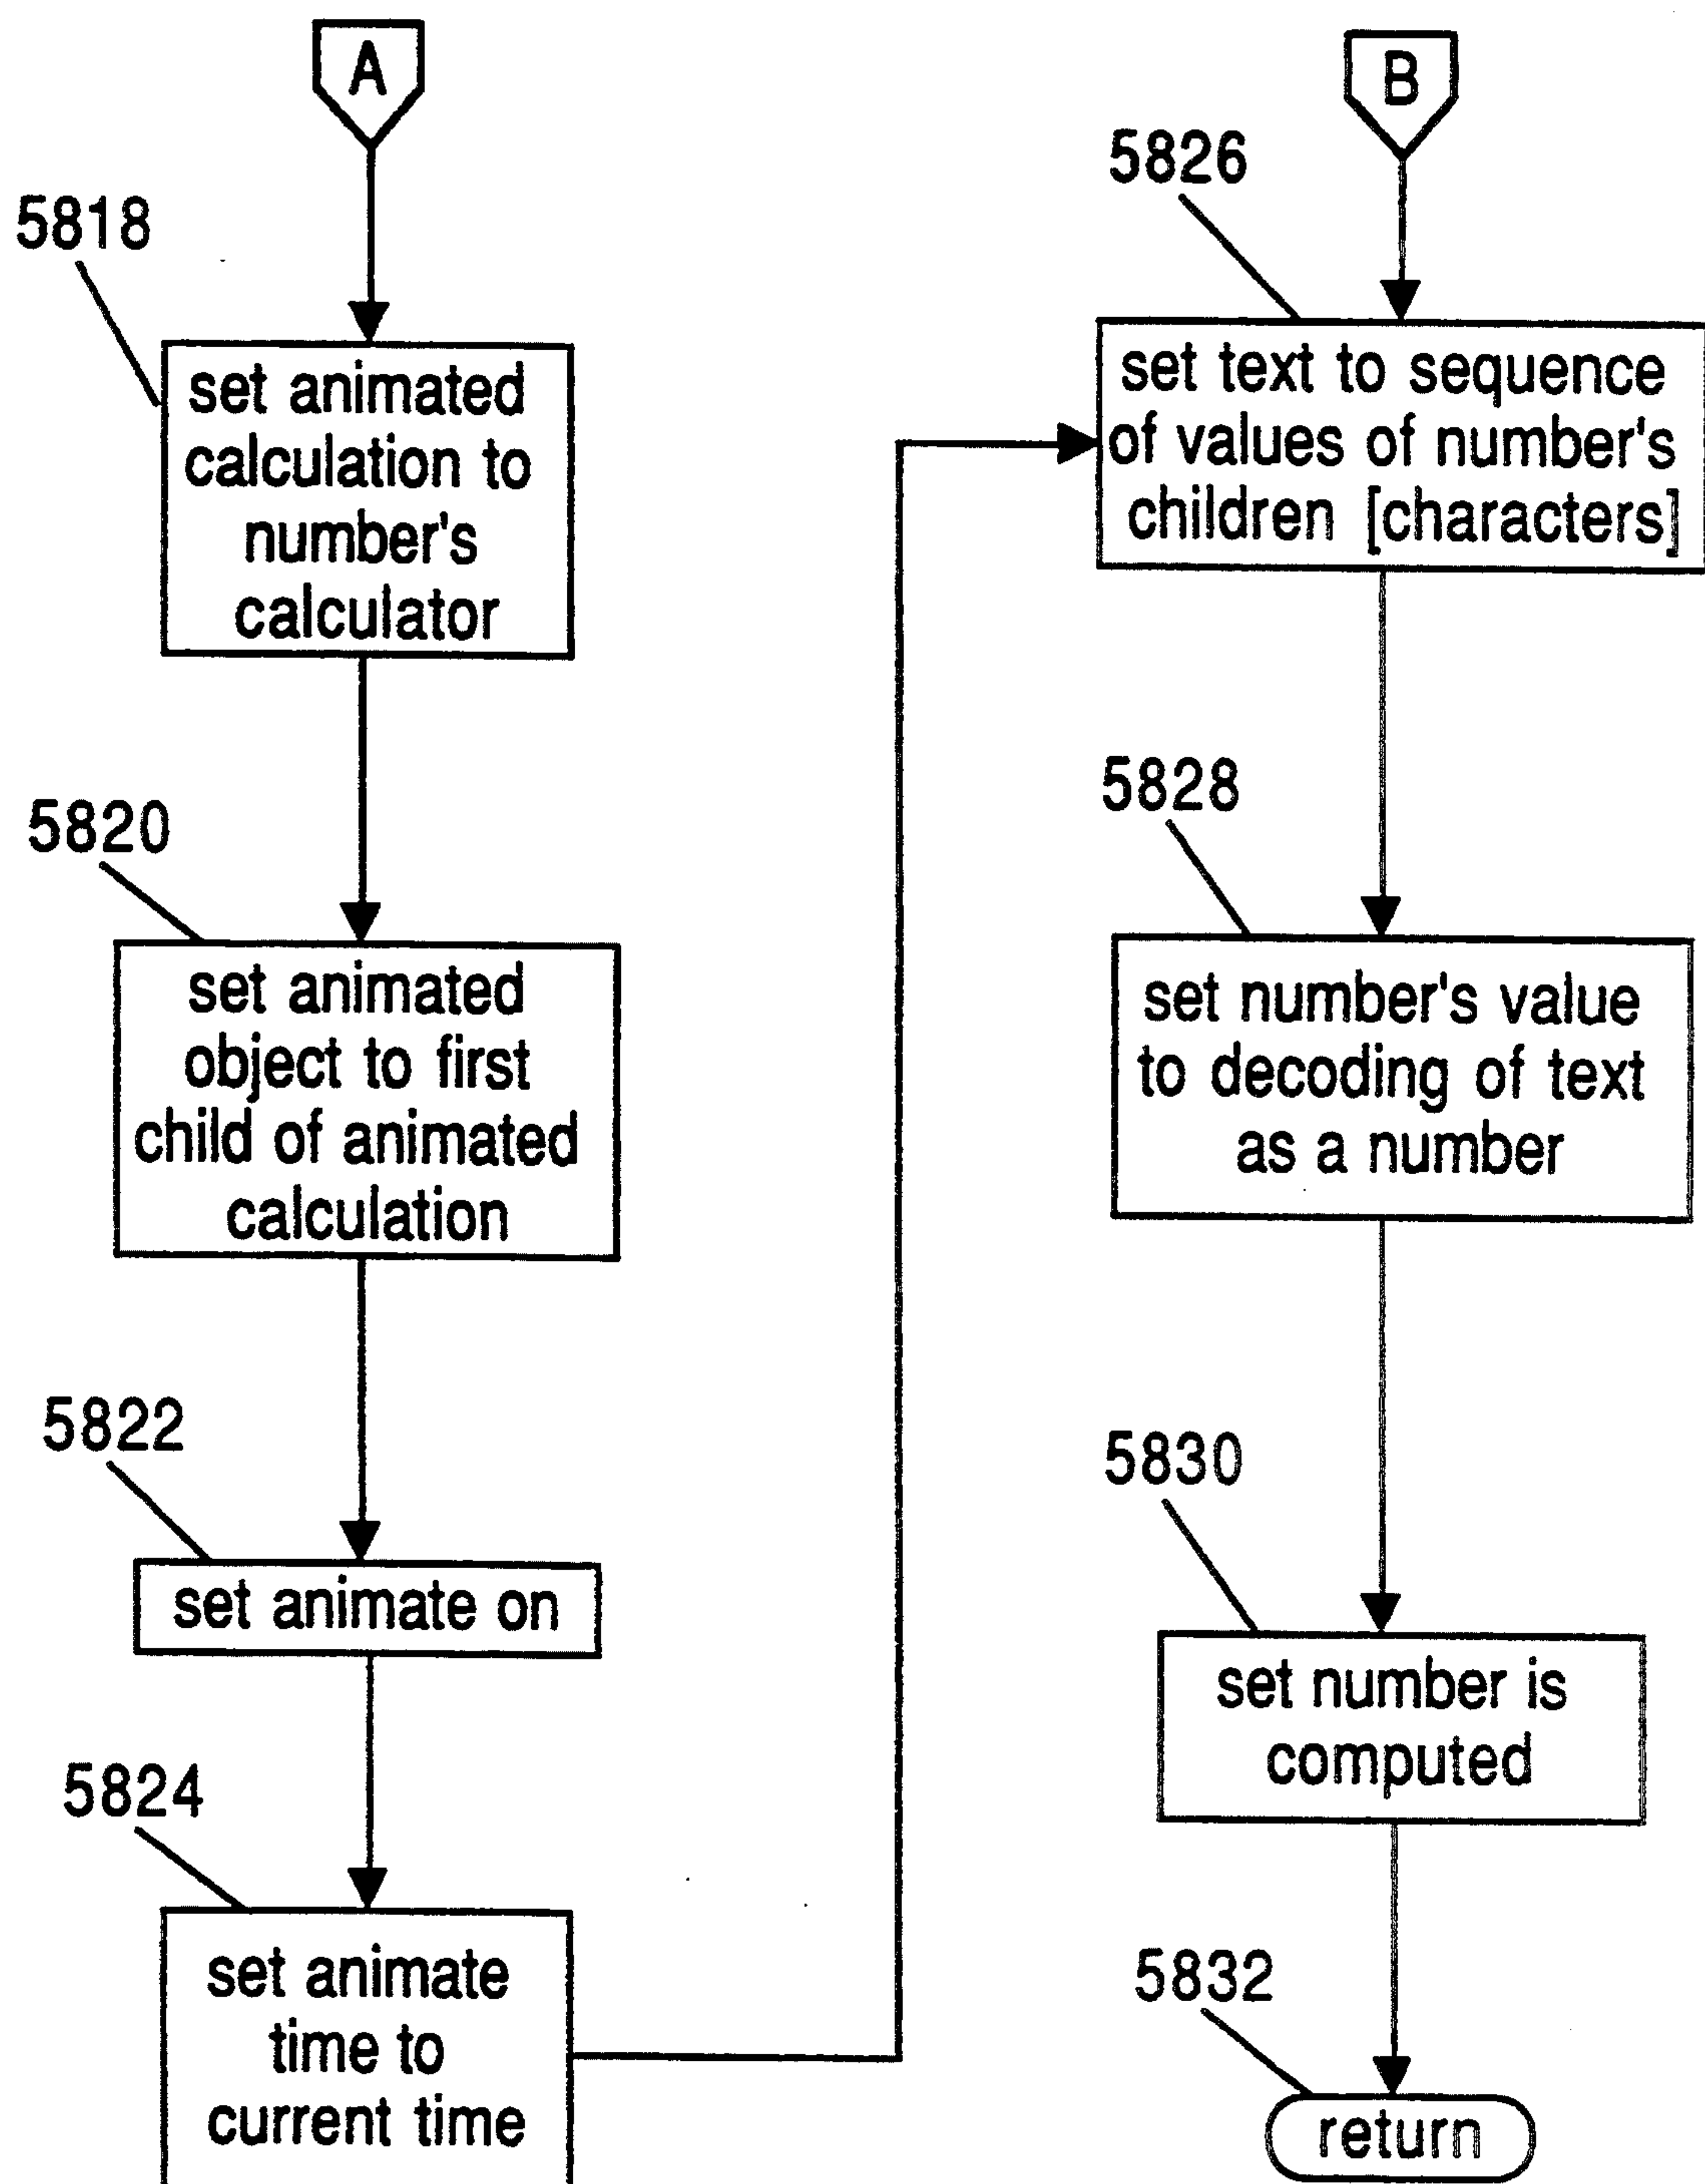 A
5818
set animated
calculation to
number's
calculator
5820
set animated
object to first
child of animated
calculation
5822
set animate on
5824
set animate
time to
current time
B
5826
set text to sequence
of values of number's
children [characters]
5828
set number's value
to decoding of text
as a number
5830
set number is
computed
5832
return